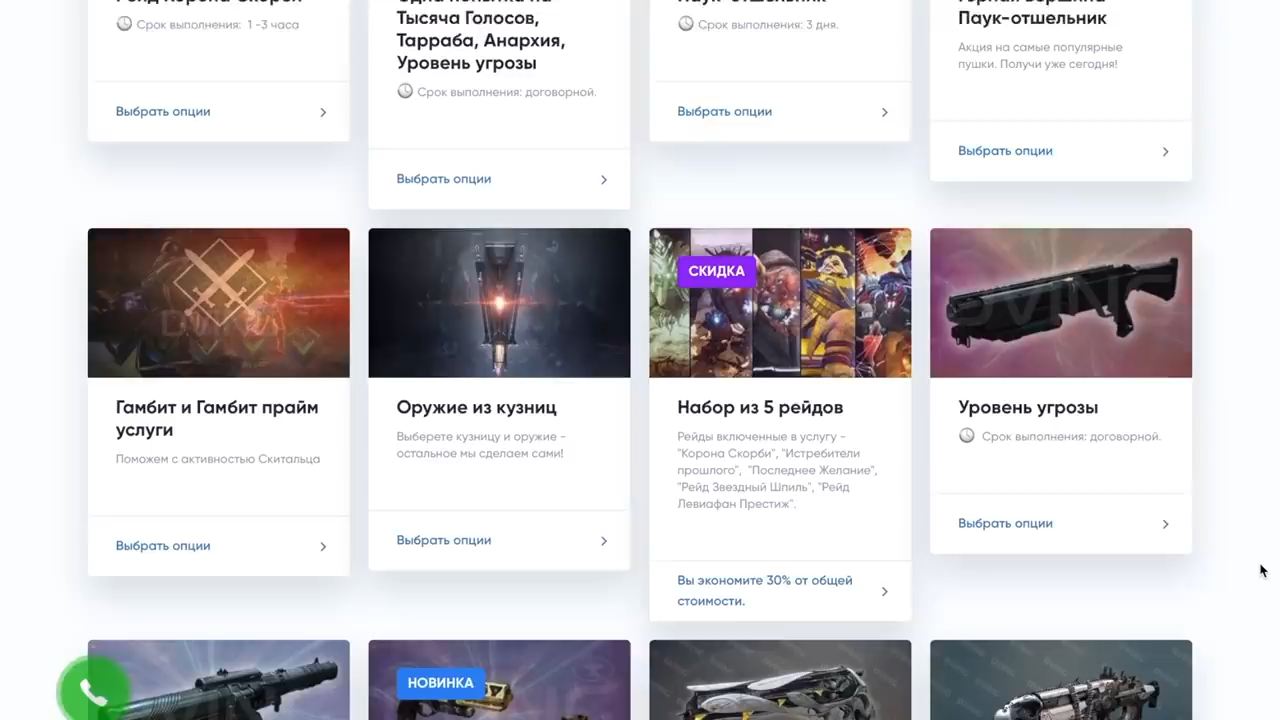 Срок выполнения: 1 -3 часа
Выбрать опции
Тысяча Голосов,
Тарраба, Анархия,
Уровень угрозы
Срок выполнения: договорной.
Выбрать опции
Срок выполнения: 3 дня.
Выбрать опции
Паук-отшельник
Акция на самые популярные
пушки. Получи уже сегодня!
Выбрать опции
Гамбит и Гамбит прайм
услуги
Поможем с активностью Скитальца
Выбрать опции
Оружие из кузниц
Выберете кузницу и оружие -
остальное мы сделаем сами!
Выбрать опции
СКИДКА
Набор из 5 рейдов
Рейды включенные в услугу -
"Корона Скорби", "Истребители
прошлого", "Последнее Желание",
"Рейд Звездный Шпиль", "Рейд
Левиафан Престиж".
Вы экономите 30% от общей
стоимости.
Уровень угрозы
Срок выполнения: договорной.
Выбрать опции
НОВИНКА